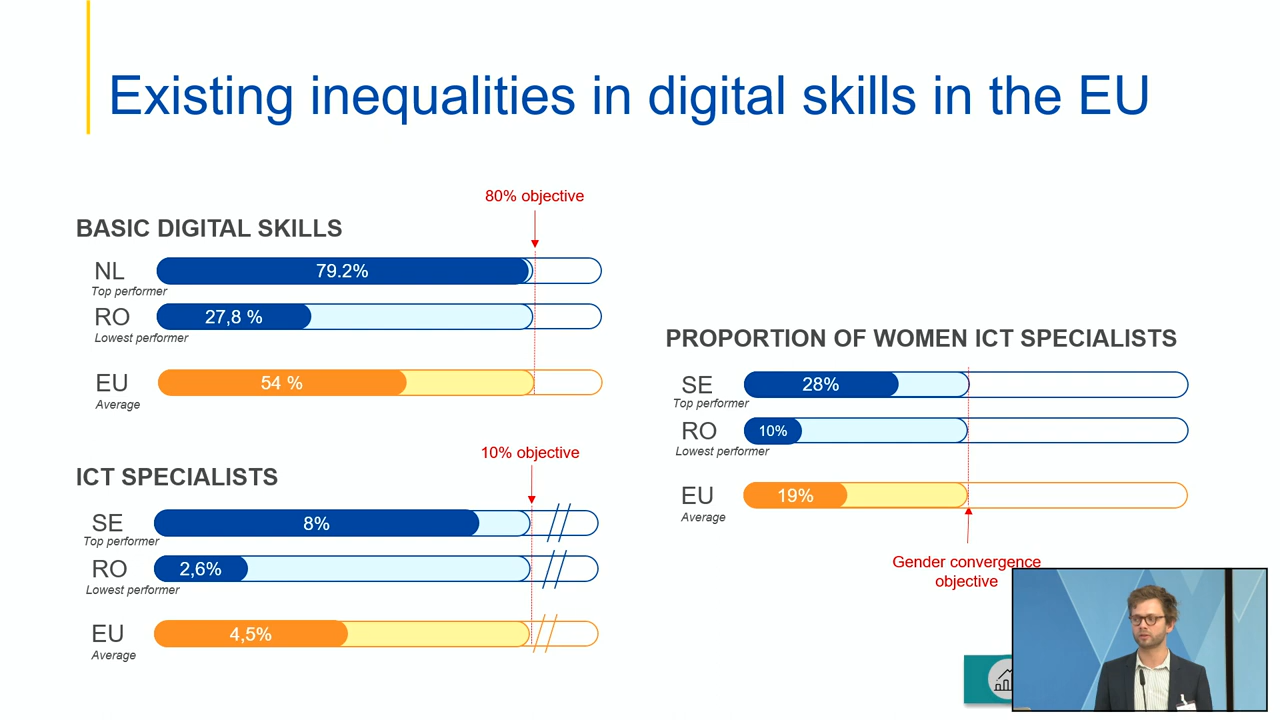 Existing inequalities in digital skills in the EU
80% objective
BASIC DIGITAL SKILLS
NL
79.2%
Top performer
RO
27,8 %
Lowest performer
EU
54 %
Average
10% objective
ICT SPECIALISTS
SE
8%
Top performer
RO
2,6%
Lowest performer
EU
4,5%
Average
PROPORTION OF WOMEN ICT SPECIALISTS
SE
28%
Top performer
RO
10%
Lowest performer
EU
19%
Average
Gender convergence
objective